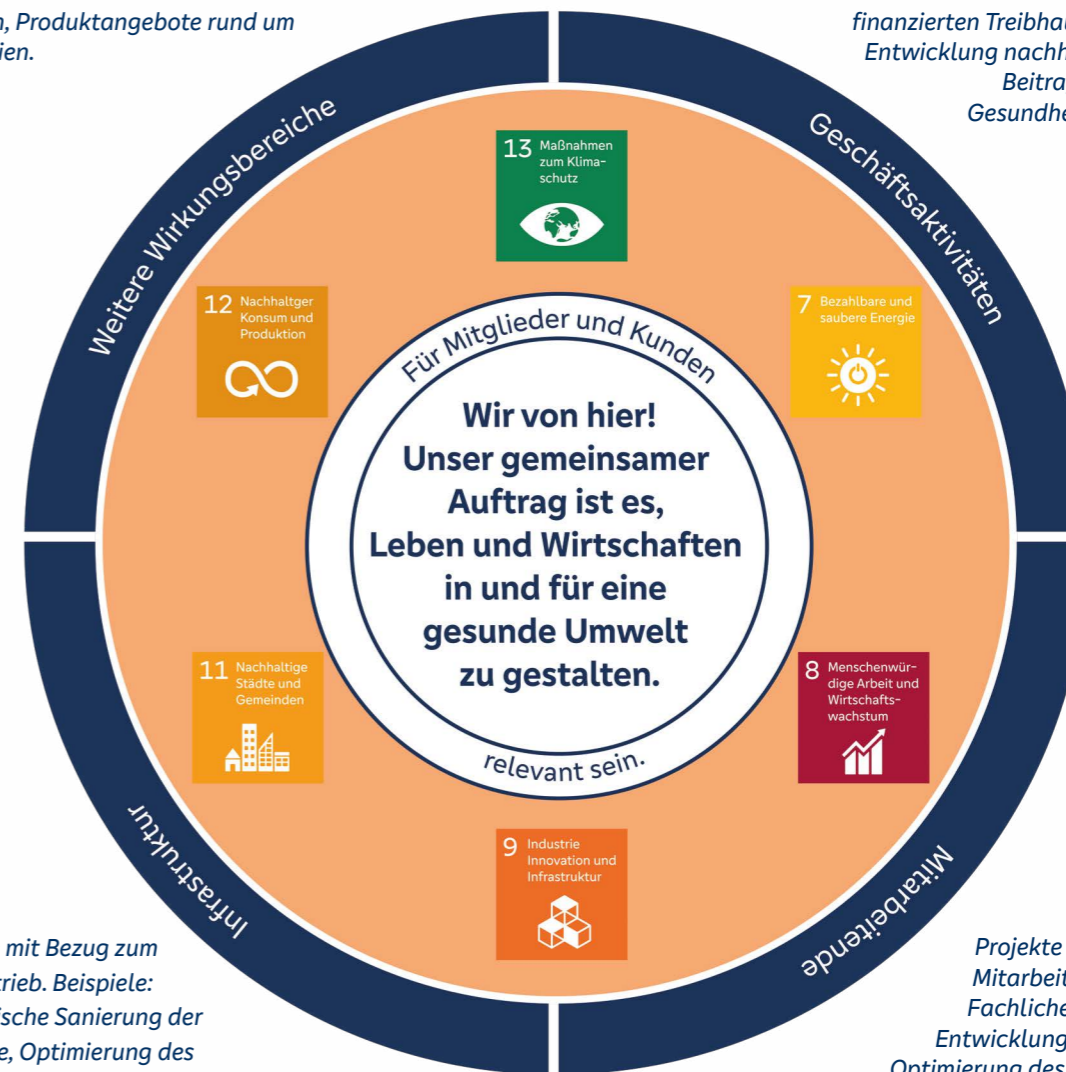 , Produktangebote rund um
ien.
finanzierten Treibhau
Entwicklung nachh
Beitra
Gesundhe
Weitere Wirkungsbereiche
Geschäftsaktivitäten
13 Maßnahmen
zum Klima-
schutz
12 Nachhaltger
Konsum und
Produktion
7 Bezahlbare und
saubere Energie
Für Mitglieder und Kunden
Wir von hier!
Unser gemeinsamer
Auftrag ist es,
Leben und Wirtschaften
in und für eine
gesunde Umwelt
zu gestalten.
relevant sein.
11 Nachhaltige
Städte und
Gemeinden
8 Menschenwür-
dige Arbeit und
Wirtschafts-
wachstum
9 Industrie
Innovation und
Infrastruktur
Infrastruktur
Mitarbeitende
mit Bezug zum
trieb. Beispiele:
ische Sanierung der
e, Optimierung des
Projekte
Mitarbeit
Fachliche
Entwicklung
Optimierung des